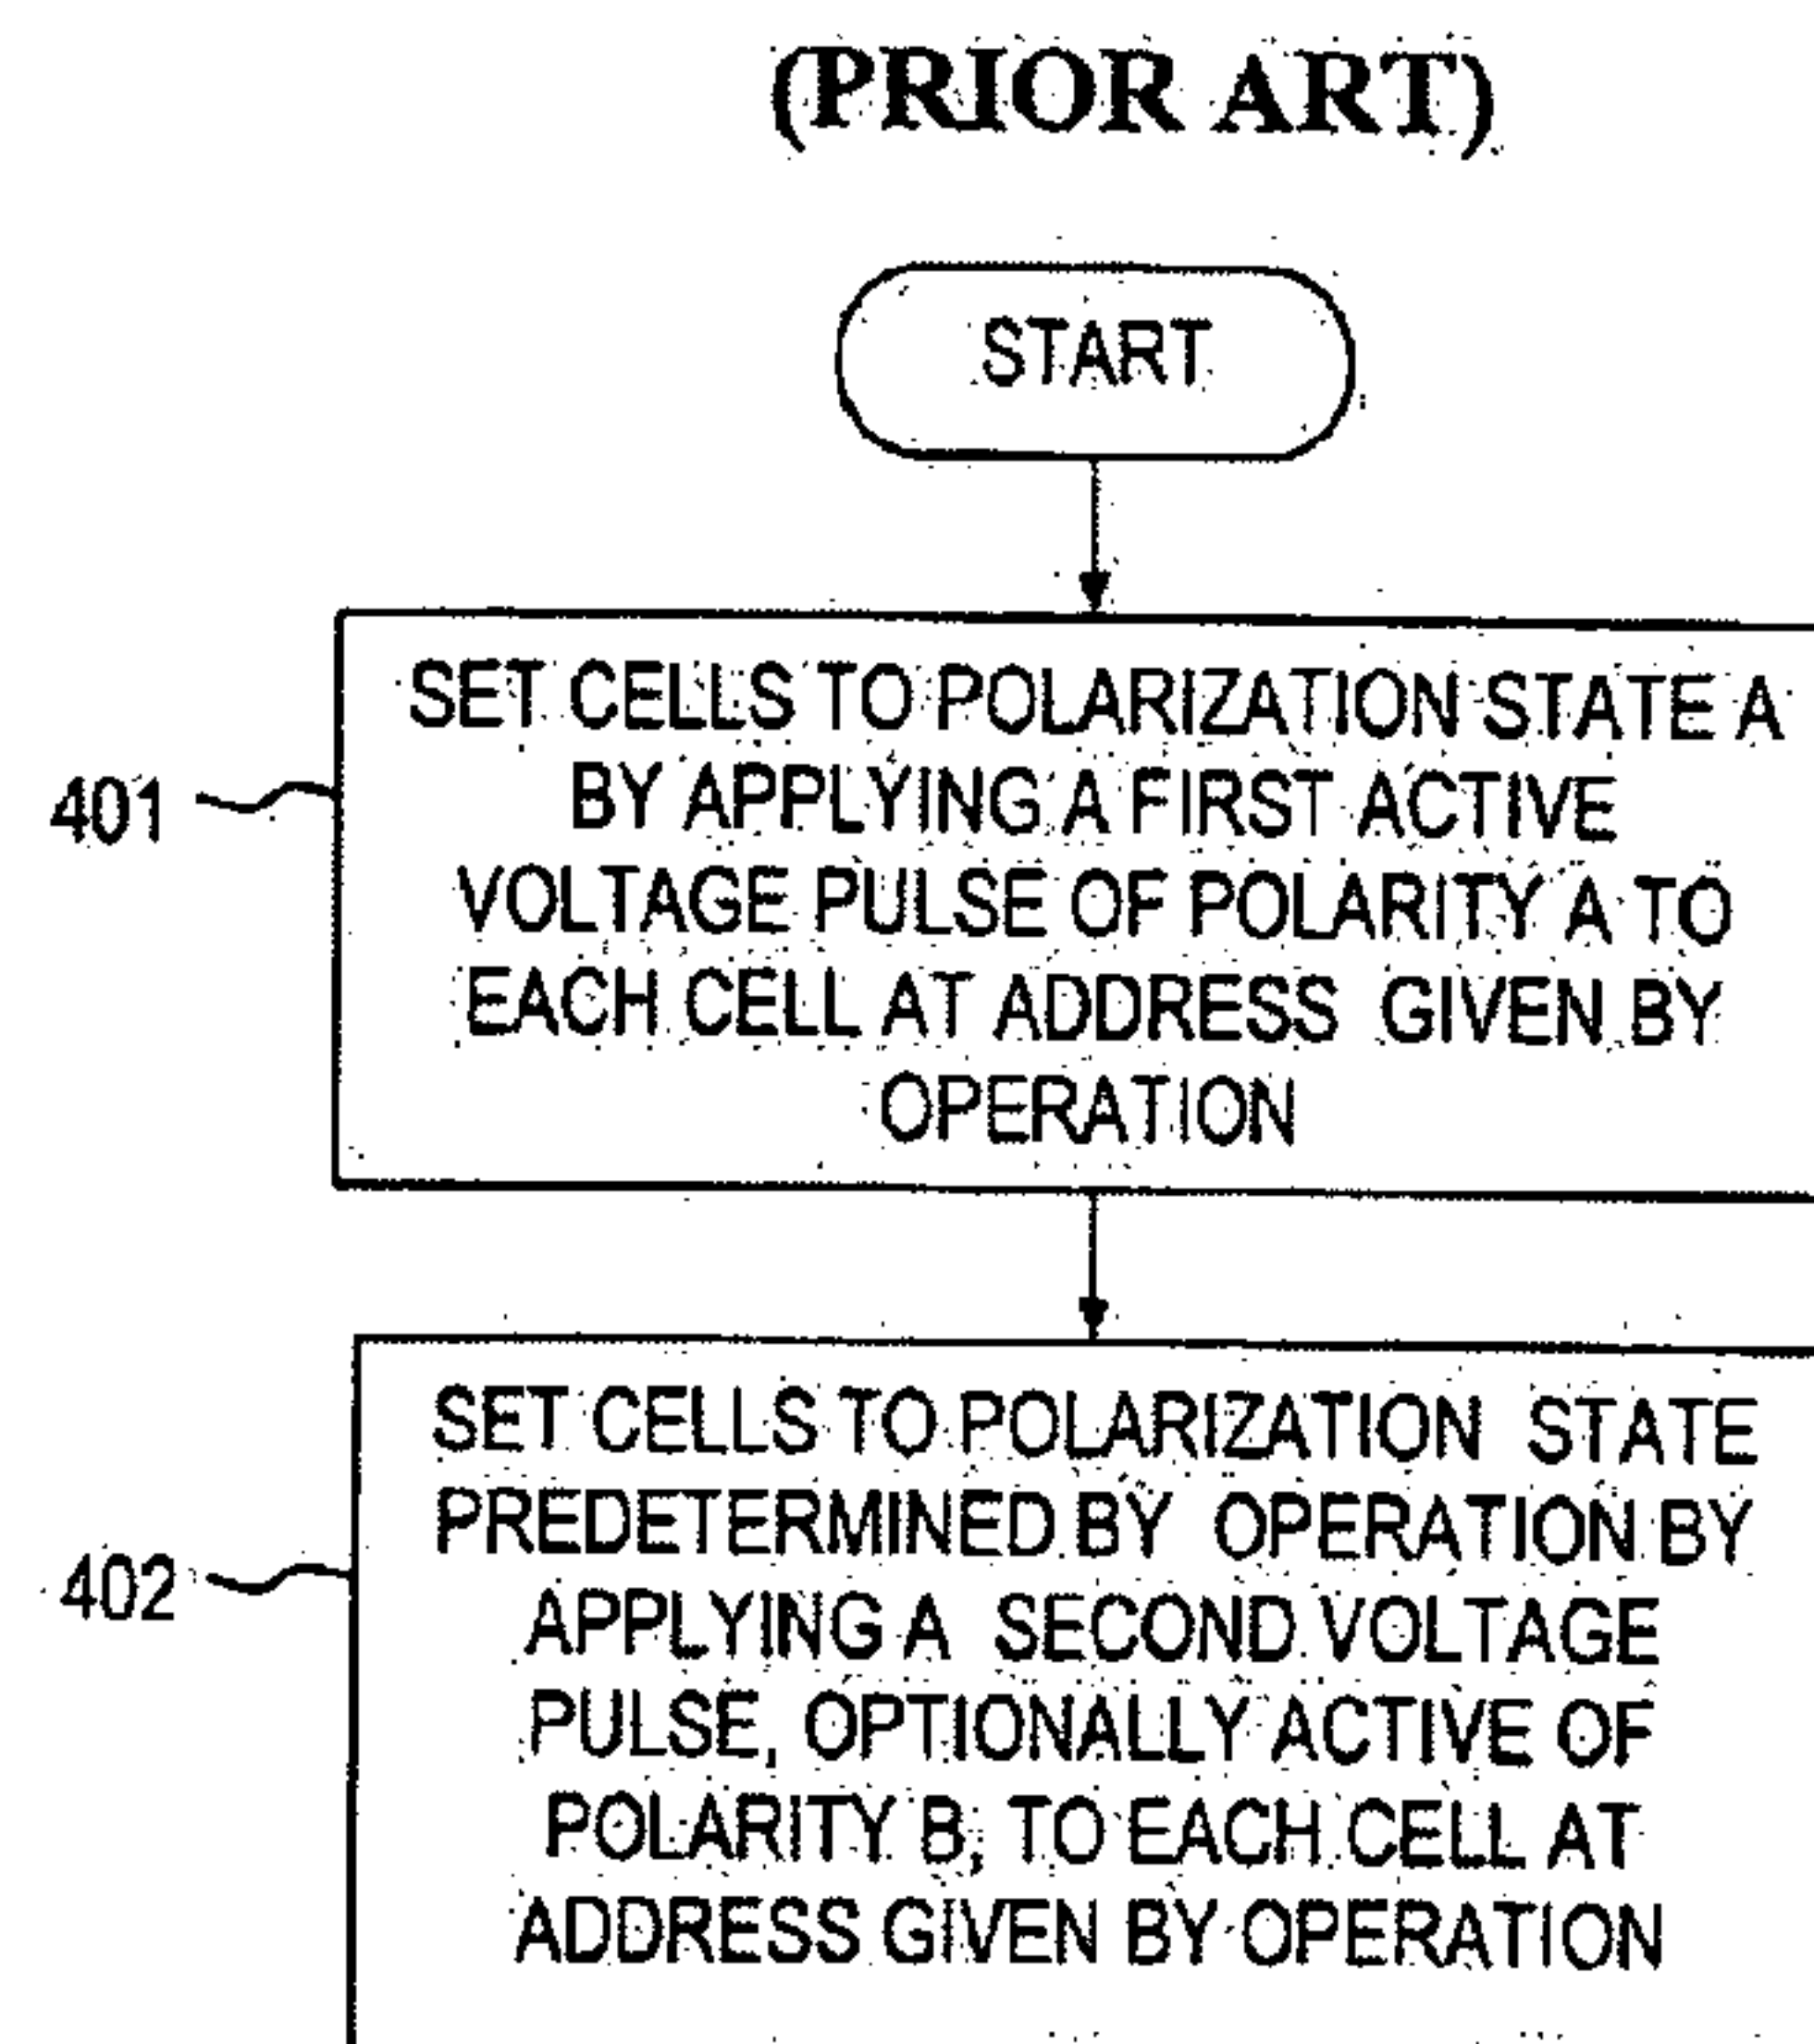 (PRIOR ART)
START
SET CELLS TO POLARIZATION STATE A
BY APPLYING A FIRST ACTIVE
VOLTAGE PULSE OF POLARITY A TO
EACH CELL AT ADDRESS GIVEN BY
OPERATION
401
SET CELLS TO POLARIZATION STATE
PREDETERMINED BY OPERATION BY
APPLYING A SECOND VOLTAGE
PULSE, OPTIONALLY ACTIVE OF
POLARITY B, TO EACH CELL AT
ADDRESS GIVEN BY OPERATION
402